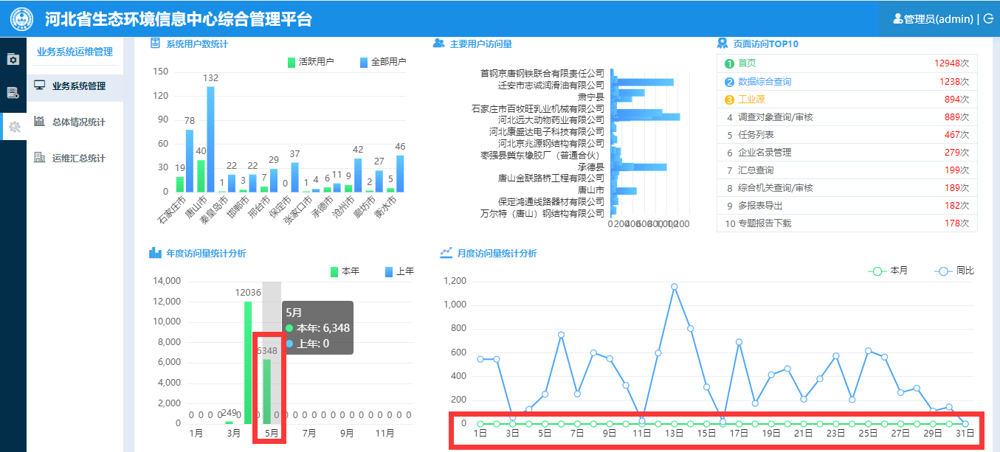 河北省生态环境信息中心综合管理平台
管理员(admin) |
业务系统运维管理
业务系统管理
总体情况统计
运维汇总统计
系统用户数统计
活跃用户 全部用户
150
120
90
60
30
0
19 78 40 132 1 22 3 22 7 29 0 37 1 4 6 11 9 42 2 27 5 46
石家庄市 唐山市 秦皇岛市 邯郸市 邢台市 保定市 张家口市 承德市 沧州市 廊坊市 衡水市
主要用户访问量
首钢京唐钢铁联合有限责任公司
迁安市志诚润滑油有限公司
肃宁县
石家庄市百牧旺乳业机械有限公司
河北远大动物药业有限公司
河北康盛达电子科技有限公司
河北京兆源钢结构有限公司
枣强县冀东橡胶厂（普通合伙）
承德县
唐山金联路桥工程有限公司
唐山市
保定鸿通线路器材有限公司
万尔特（唐山）钢结构有限公司
0 200 400 600 800 1,000 1,200
页面访问TOP10
1 首页 12948次
2 数据综合查询 1238次
3 工业源 894次
4 调查对象查询/审核 889次
5 任务列表 467次
6 企业名录管理 279次
7 汇总查询 199次
8 综合机关查询/审核 189次
9 多报表导出 182次
10 专题报告下载 178次
年度访问量统计分析
本年 上年
14,000
12,000
10,000
8,000
6,000
4,000
2,000
0
12036
6348
0 0 0 0 249 0 0 0 0 0 0 0 0 0 0 0 0 0 0 0 0 0
1月 3月 5月 7月 9月 11月
5月
本年: 6,348
上年: 0
月度访问量统计分析
本月 同比
1,200
1,000
800
600
400
200
0
1日 3日 5日 7日 9日 11日 13日 15日 17日 19日 21日 23日 25日 27日 29日 31日